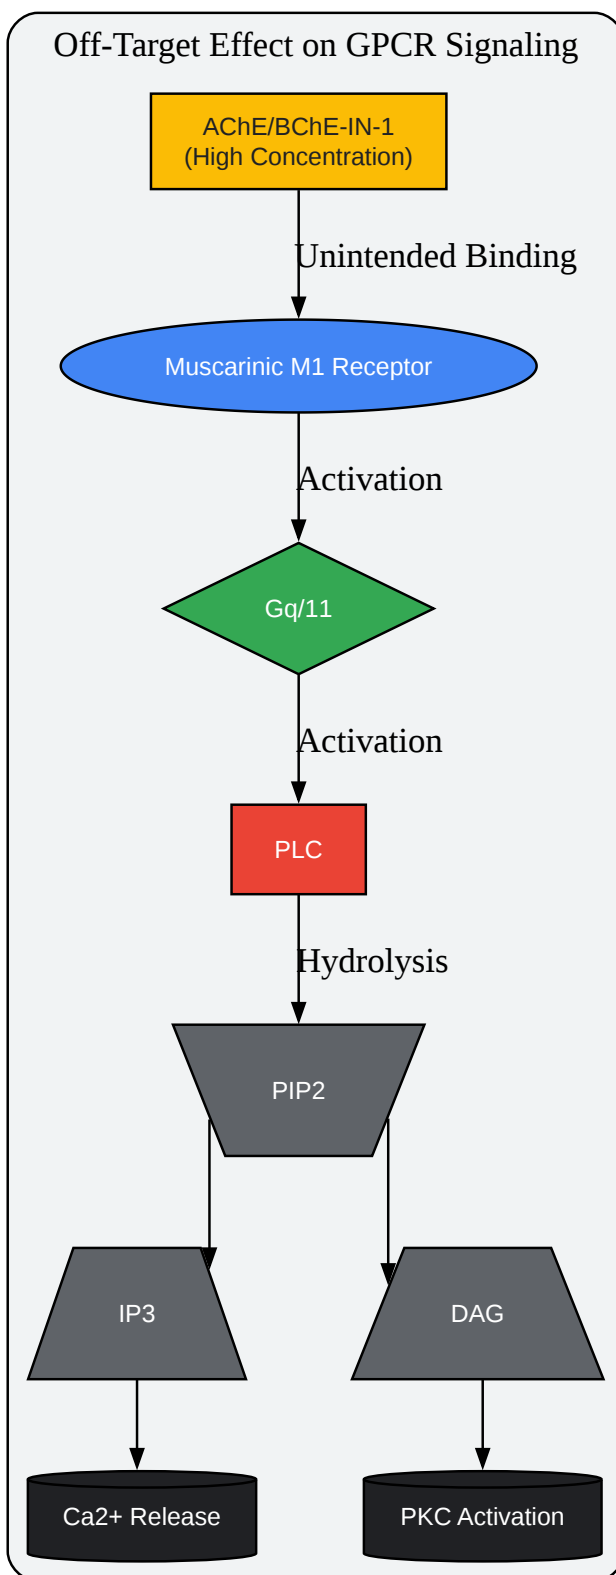 Off-Target Effect on GPCR Signaling
AChE/BChE-IN-1
(High Concentration)
Unintended Binding
Muscarinic M1 Receptor
Activation
Gq/11
Activation
PLC
Hydrolysis
PIP2
IP3
DAG
Ca2+ Release
PKC Activation